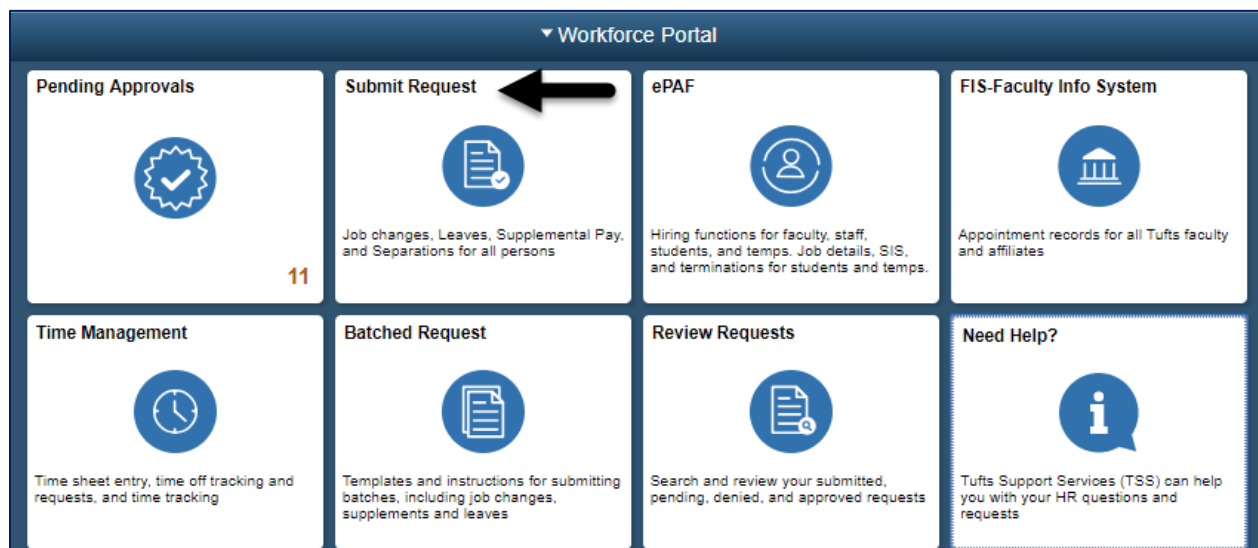 Workforce Portal
Pending Approvals
11
Submit Request
Job changes, Leaves, Supplemental Pay,
and Separations for all persons
ePAF
Hiring functions for faculty, staff,
students, and temps. Job details, SIS,
and terminations for students and temps.
FIS-Faculty Info System
Appointment records for all Tufts faculty
and affiliates
Time Management
Time sheet entry, time off tracking and
requests, and time tracking
Batched Request
Templates and instructions for submitting
batches, including job changes,
supplements and leaves
Review Requests
Search and review your submitted,
pending, denied, and approved requests
Need Help?
Tufts Support Services (TSS) can help
you with your HR questions and
requests